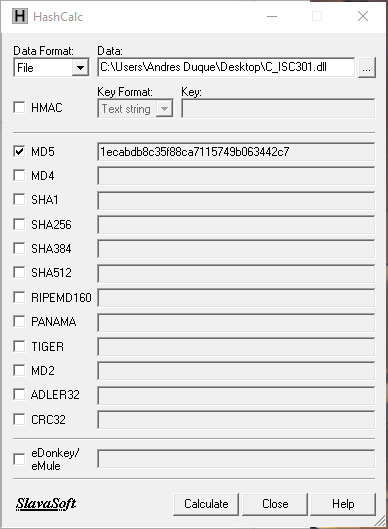 H HashCalc
Data Format: Data:
File C:\Users\Andres Duque\Desktop\C_ISC301.dll ...
Key Format: Key:
HMAC Text string
MD5 1ecabdb8c35f88ca7115749b063442c7
MD4
SHA1
SHA256
SHA384
SHA512
RIPEMD160
PANAMA
TIGER
MD2
ADLER32
CRC32
eDonkey/
eMule
SlavaSoft Calculate Close Help